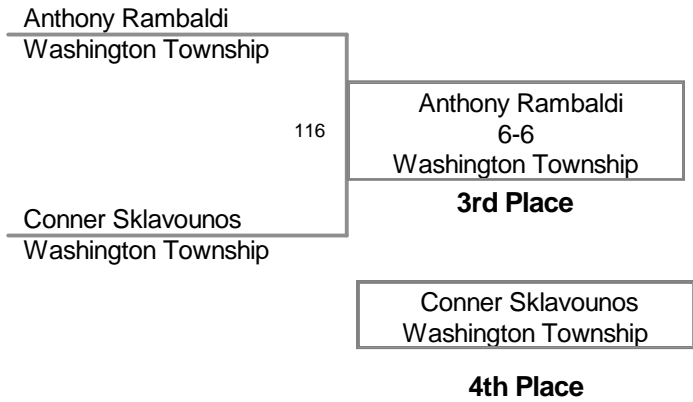 Anthony Rambaldi
Washington Township
116
Anthony Rambaldi
6-6
Washington Township
3rd Place
Conner Sklavounos
Washington Township
Conner Sklavounos
Washington Township
4th Place